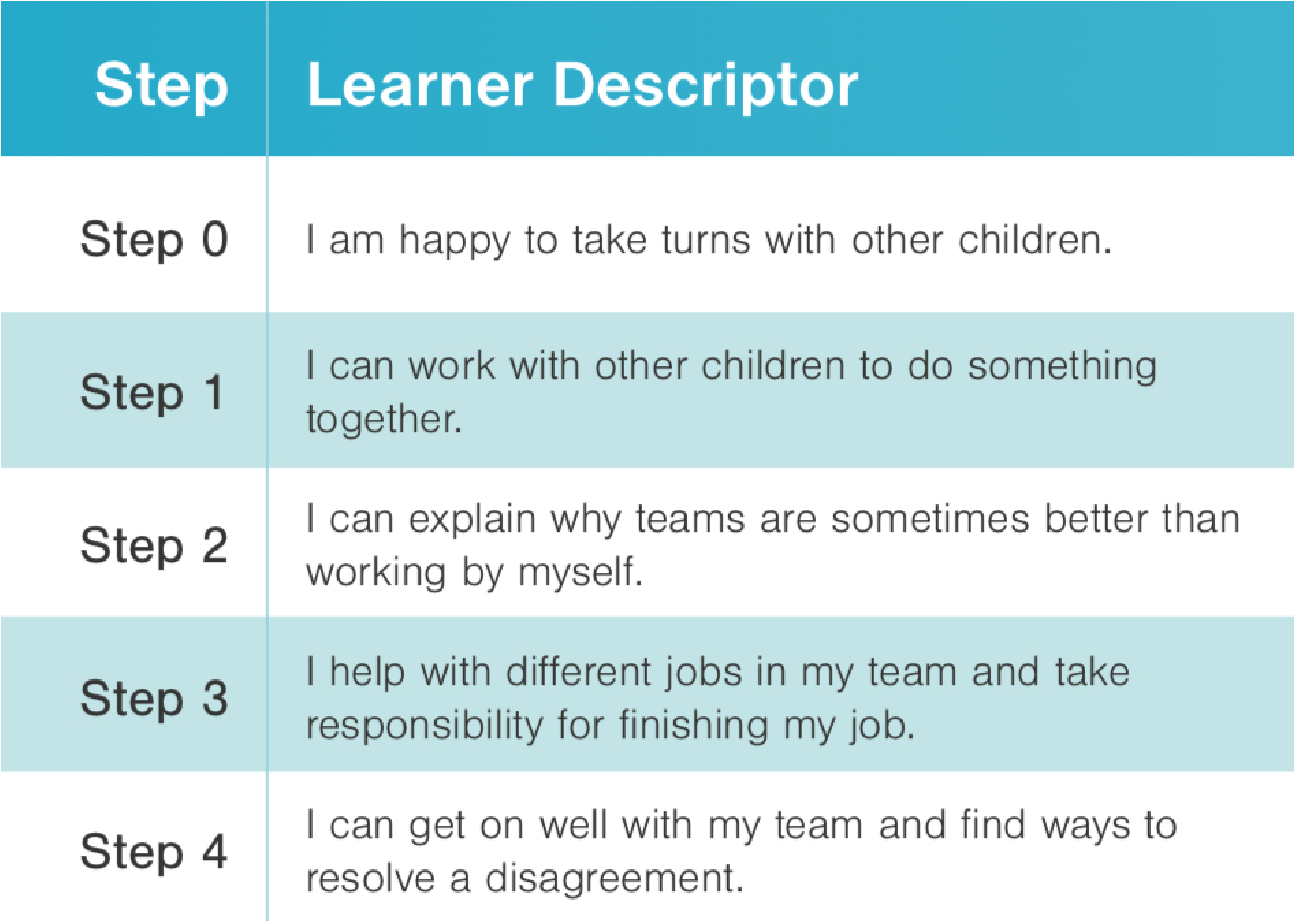 Step Learner Descriptor
Step 0 I am happy to take turns with other children.
Step 1 I can work with other children to do something
together.
Step 2 I can explain why teams are sometimes better than
working by myself.
Step 3 I help with different jobs in my team and take
responsibility for finishing my job.
Step 4 I can get on well with my team and find ways to
resolve a disagreement.